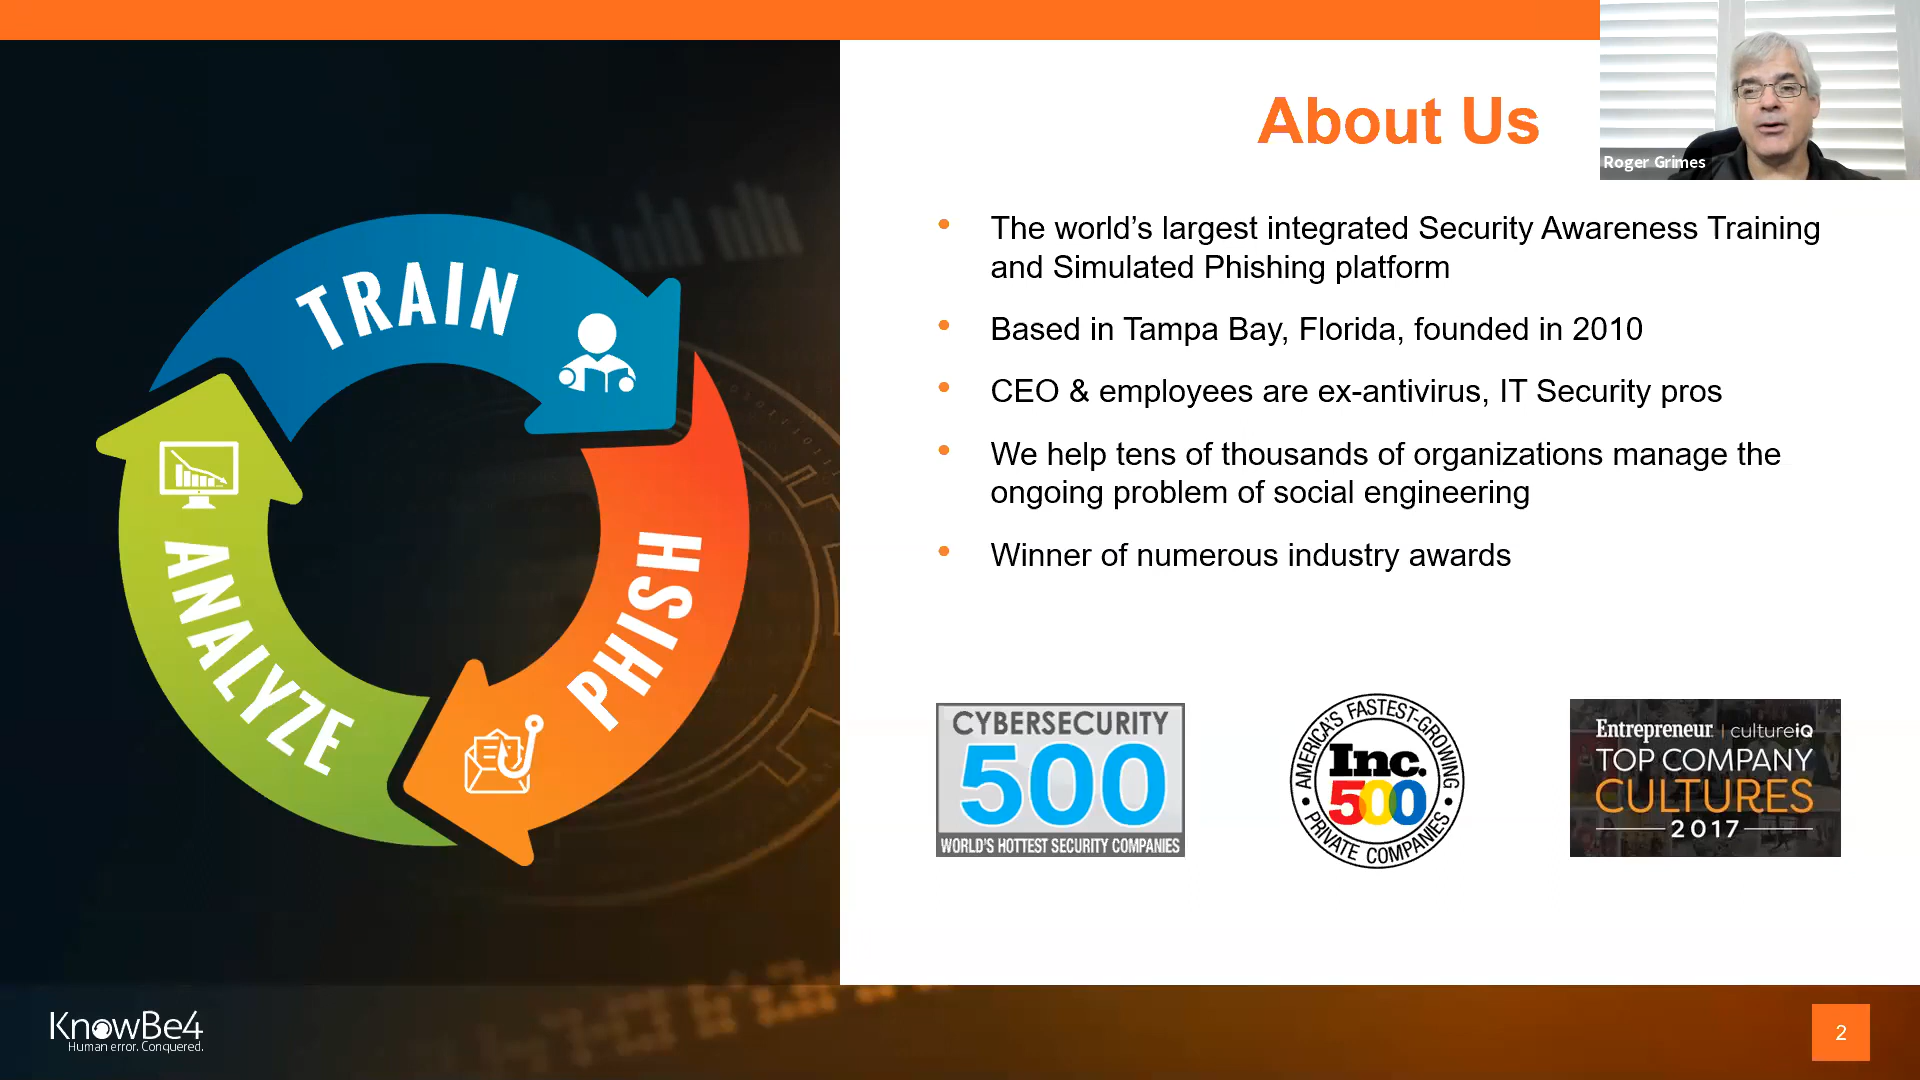 About Us
Roger Grimes
• The world’s largest integrated Security Awareness Training
and Simulated Phishing platform
• Based in Tampa Bay, Florida, founded in 2010
• CEO & employees are ex-antivirus, IT Security pros
• We help tens of thousands of organizations manage the
ongoing problem of social engineering
• Winner of numerous industry awards
TRAIN
PHISH
ANALYZE
CYBERSECURITY
500
WORLD'S HOTTEST SECURITY COMPANIES
AMERICA'S FASTEST-GROWING
Inc.
500
• PRIVATE COMPANIES •
Entrepreneur | cultureiQ
TOP COMPANY
CULTURES
2017
KnowBe4
Human error. Conquered.
2